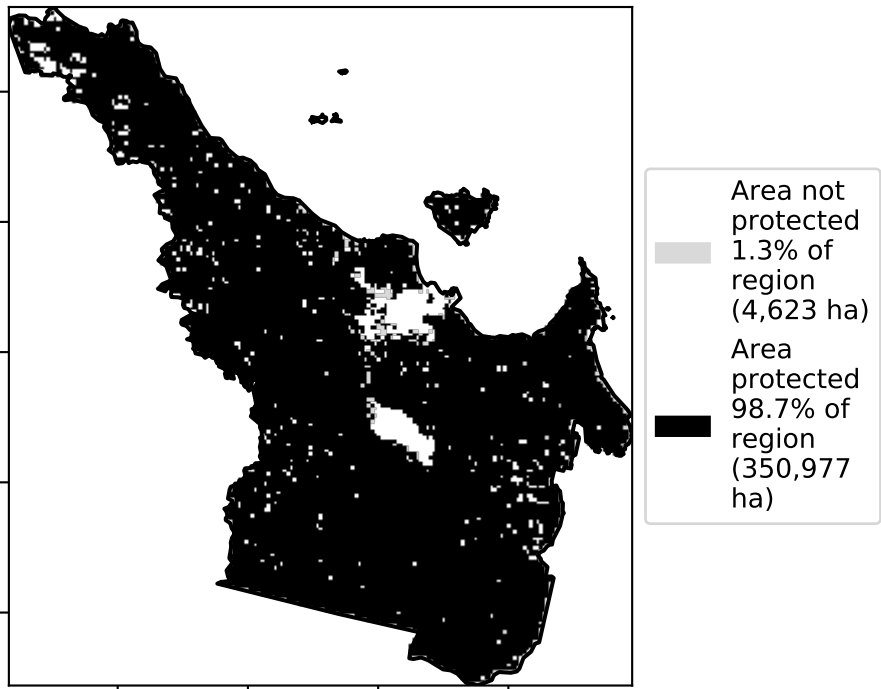 Area not
protected
1.3% of
region
(4,623 ha)
Area
protected
98.7% of
region
(350,977
ha)